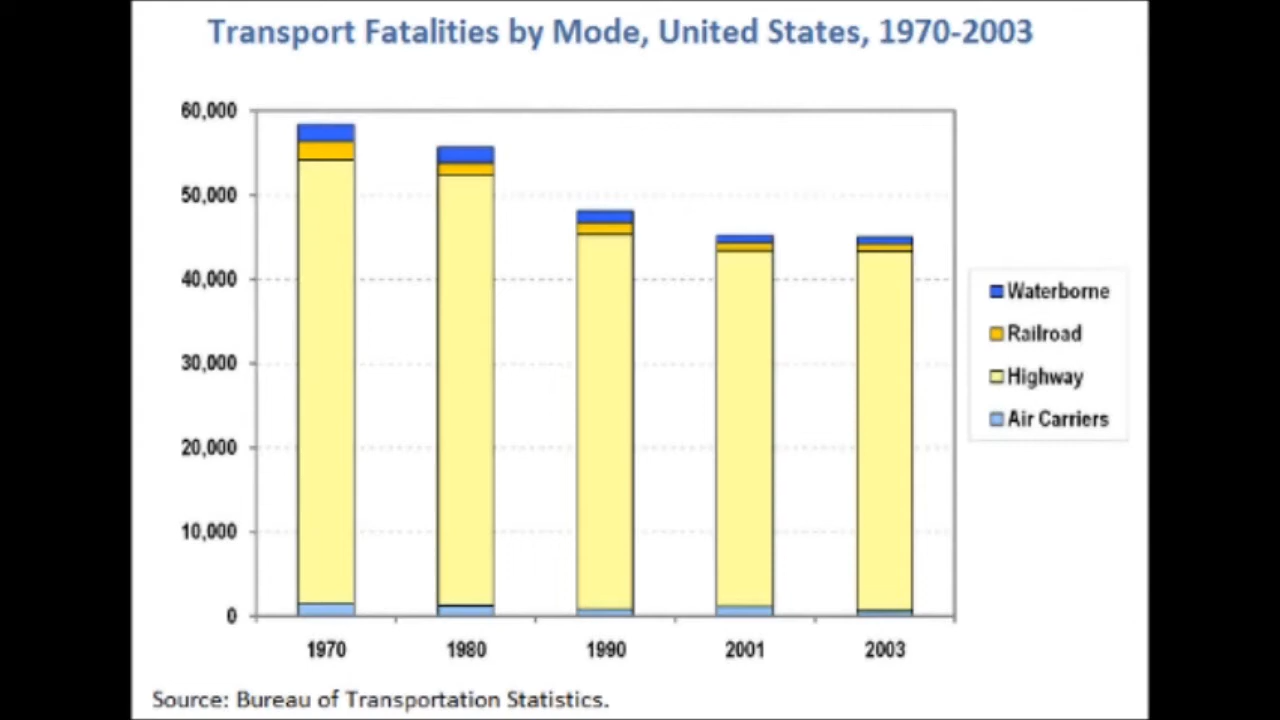 Transport Fatalities by Mode, United States, 1970-2003
60,000
50,000
40,000
30,000
20,000
10,000
0
1970 1980 1990 2001 2003
Waterborne
Railroad
Highway
Air Carriers
Source: Bureau of Transportation Statistics.